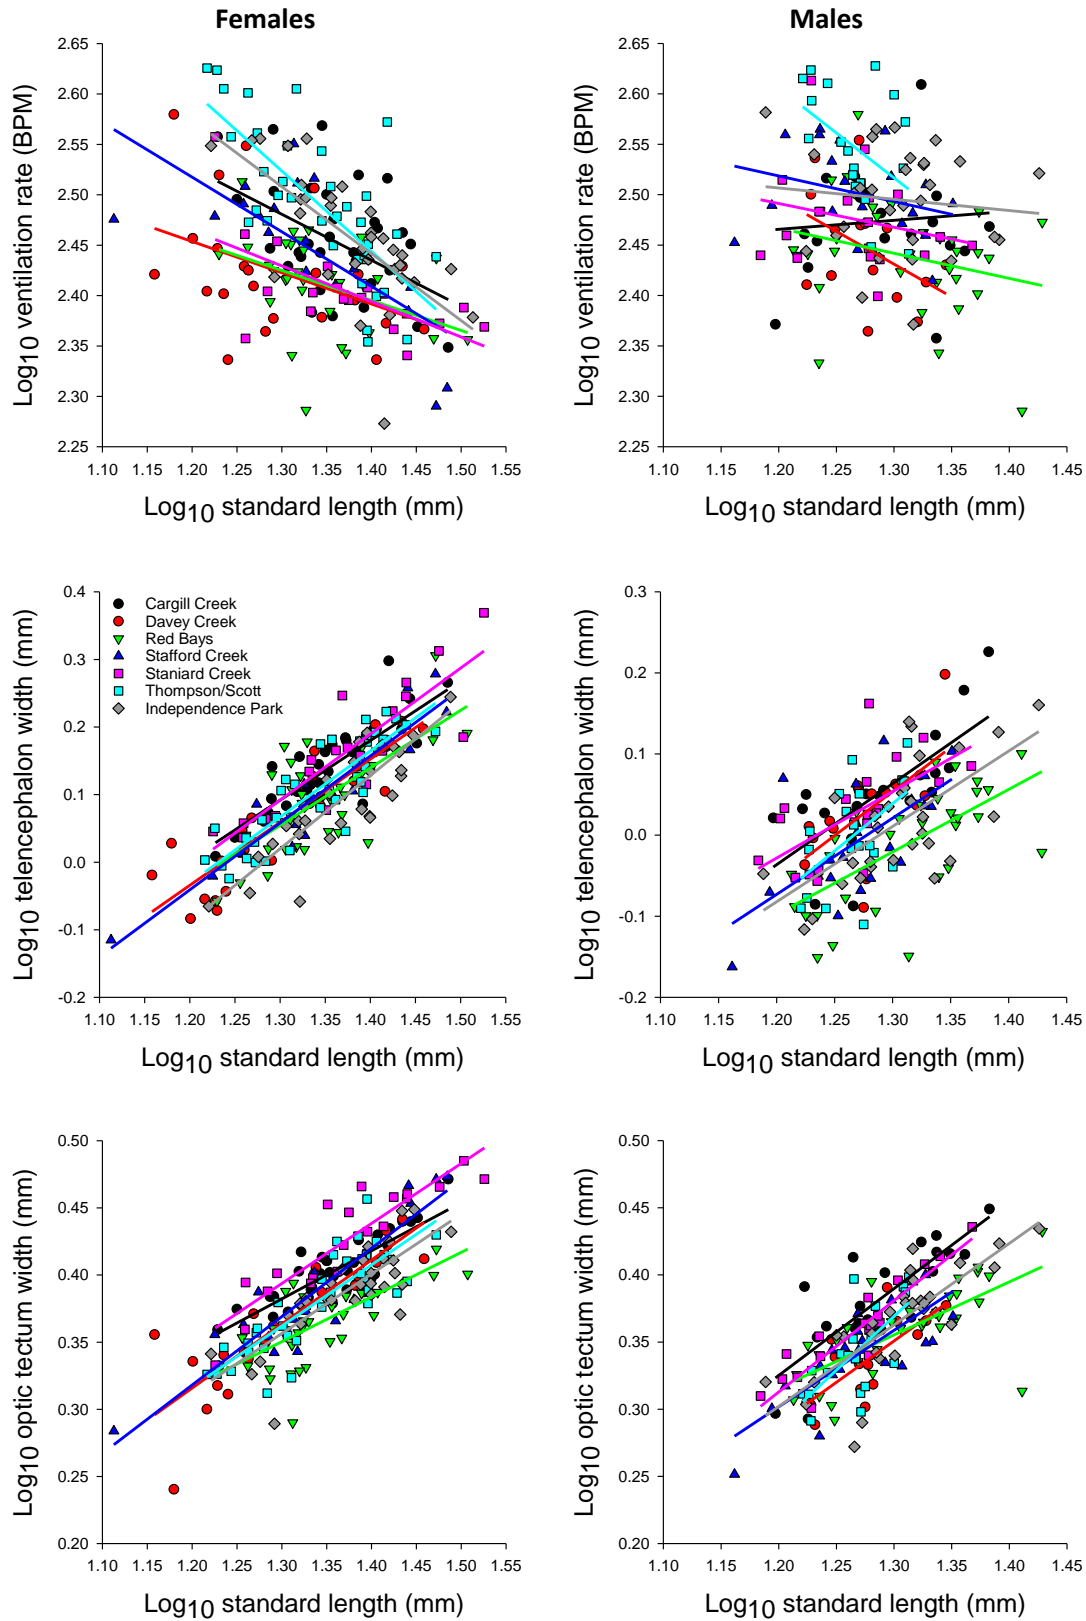 Females
Males
2.65
2.60
2.55
2.50
2.45
2.40
2.35
2.30
2.25
Log10 ventilation rate (BPM)
1.10 1.15 1.20 1.25 1.30 1.35 1.40 1.45 1.50 1.55
Log10 standard length (mm)
2.65
2.60
2.55
2.50
2.45
2.40
2.35
2.30
2.25
Log10 ventilation rate (BPM)
1.10 1.15 1.20 1.25 1.30 1.35 1.40 1.45
Log10 standard length (mm)
0.4
0.3
0.2
0.1
0.0
-0.1
-0.2
Log10 telencephalon width (mm)
Cargill Creek
Davey Creek
Red Bays
Stafford Creek
Staniard Creek
Thompson/Scott
Independence Park
1.10 1.15 1.20 1.25 1.30 1.35 1.40 1.45 1.50 1.55
Log10 standard length (mm)
0.3
0.2
0.1
0.0
-0.1
-0.2
Log10 telencephalon width (mm)
1.10 1.15 1.20 1.25 1.30 1.35 1.40 1.45
Log10 standard length (mm)
0.50
0.45
0.40
0.35
0.30
0.25
0.20
Log10 optic tectum width (mm)
1.10 1.15 1.20 1.25 1.30 1.35 1.40 1.45 1.50 1.55
Log10 standard length (mm)
0.50
0.45
0.40
0.35
0.30
0.25
0.20
Log10 optic tectum width (mm)
1.10 1.15 1.20 1.25 1.30 1.35 1.40 1.45
Log10 standard length (mm)